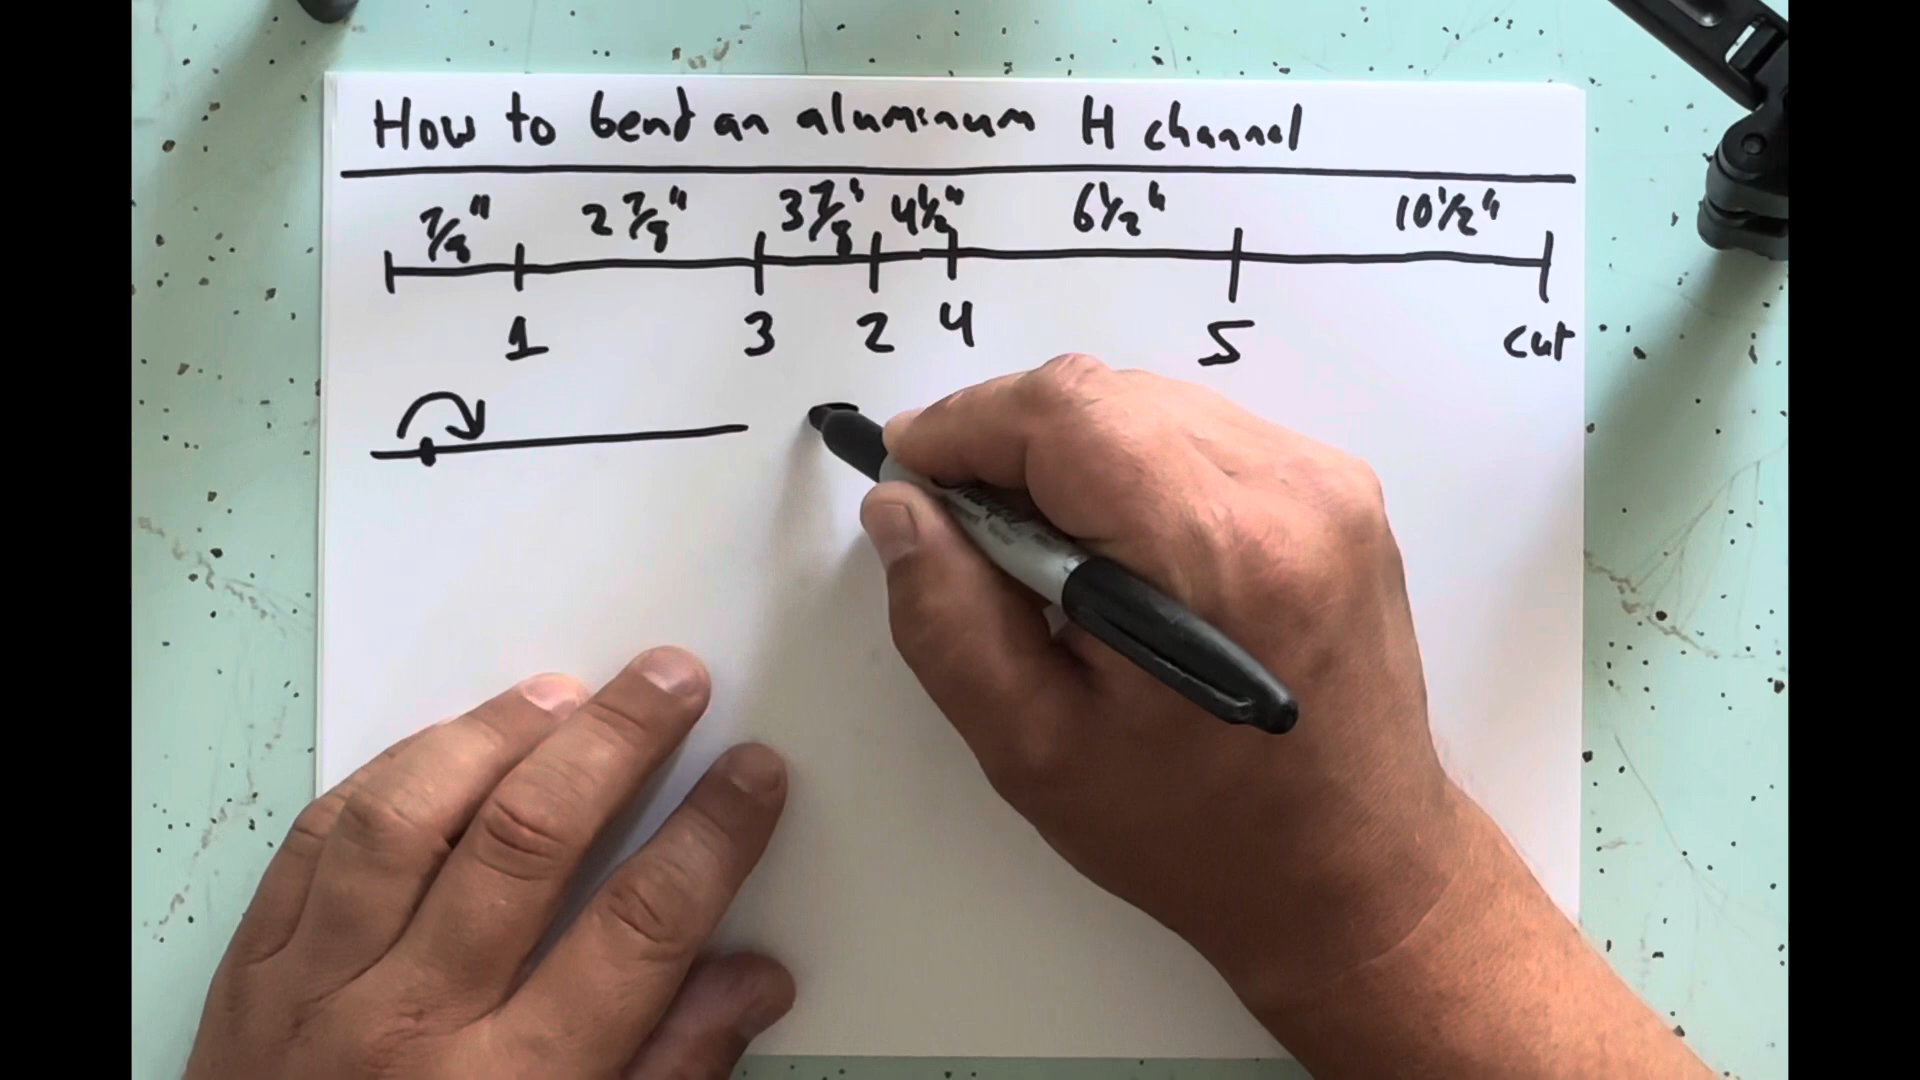 How to bend an aluminum H channel
7/8" 2 7/8" 3 7/8" 4 1/2" 6 1/2" 10 1/2"
1 3 2 4 5 cut